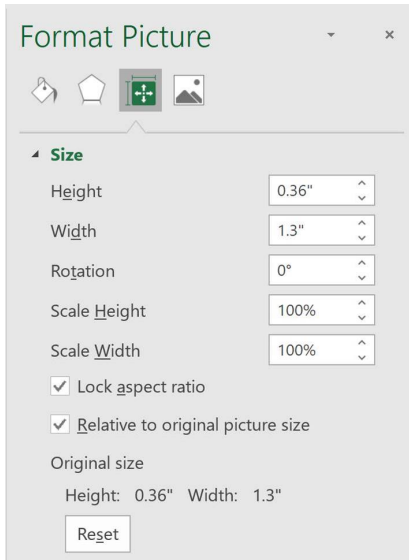 Format Picture
Size
Height 0.36"
Width 1.3"
Rotation 0°
Scale Height 100%
Scale Width 100%
Lock aspect ratio
Relative to original picture size
Original size
Height: 0.36" Width: 1.3"
Reset